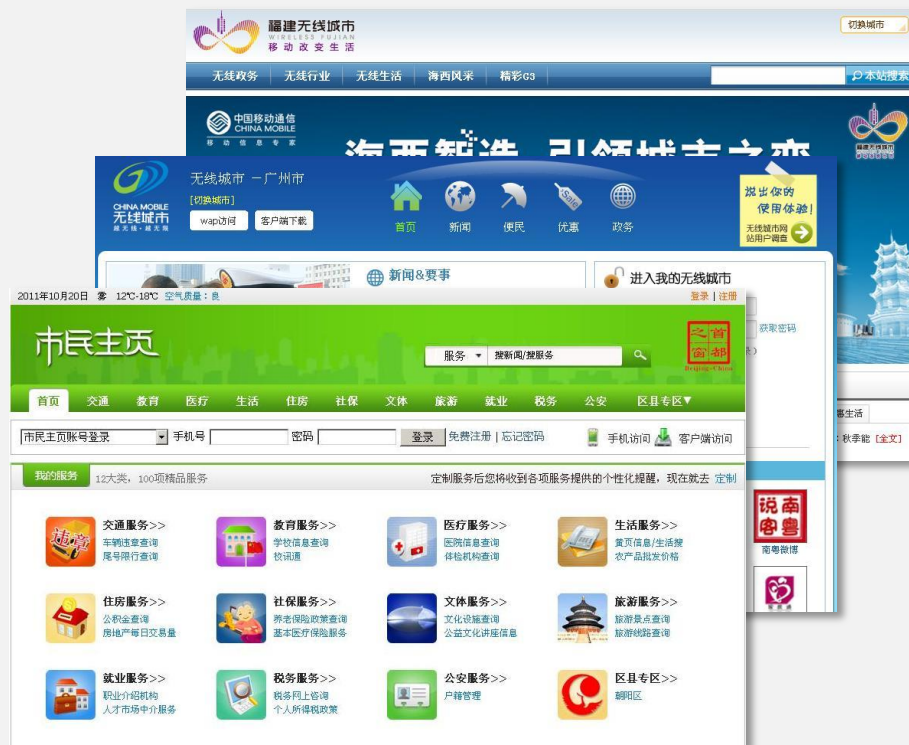 福建无线城市
WIRELESS FUJIAN
移动改变生活
切换城市
无线政务 无线行业 无线生活 海西风采 精彩G3
本站搜索
中国移动通信
CHINA MOBILE
移动信息专家
海西智造 引领城市之变
CHINA MOBILE
无线城市
无线城市 －广州市
[切换城市]
wap访问 客户端下载
首页 新闻 便民 优惠 政务
说出你的
使用体验!
无线城市网
站用户调查
新闻&要事
进入我的无线城市
获取密码
秋季能 [全文]
说南
客粤
南粤微博
2011年10月20日 雾 12℃-18℃ 空气质量：良
登录 | 注册
市民主页
服务 搜新闻/搜服务
之首
窗都
Beijing-China
首页 交通 教育 医疗 生活 住房 社保 文体 旅游 就业 税务 公安 区县专区▼
市民主页账号登录 手机号 密码 登录 免费注册 | 忘记密码 手机访问 客户端访问
我的服务 12大类，100项精品服务 定制服务后您将收到各项服务提供的个性化提醒，现在就去 定制
违章
交通服务>>
车辆违章查询
尾号限行查询
教育服务>>
学校信息查询
校讯通
医疗服务>>
医院信息查询
体检机构查询
生活服务>>
黄页信息/生活搜
农产品批发价格
住房服务>>
公积金查询
房地产每日交易量
社保服务>>
养老保险政策查询
基本医疗保险服务
文体服务>>
文化设施查询
公益文化讲座信息
旅游服务>>
旅游景点查询
旅游线路查询
就业服务>>
职业介绍机构
人才市场中介服务
税务服务>>
税务网上咨询
个人所得税政策
公安服务>>
户籍管理
区县专区>>
朝阳区